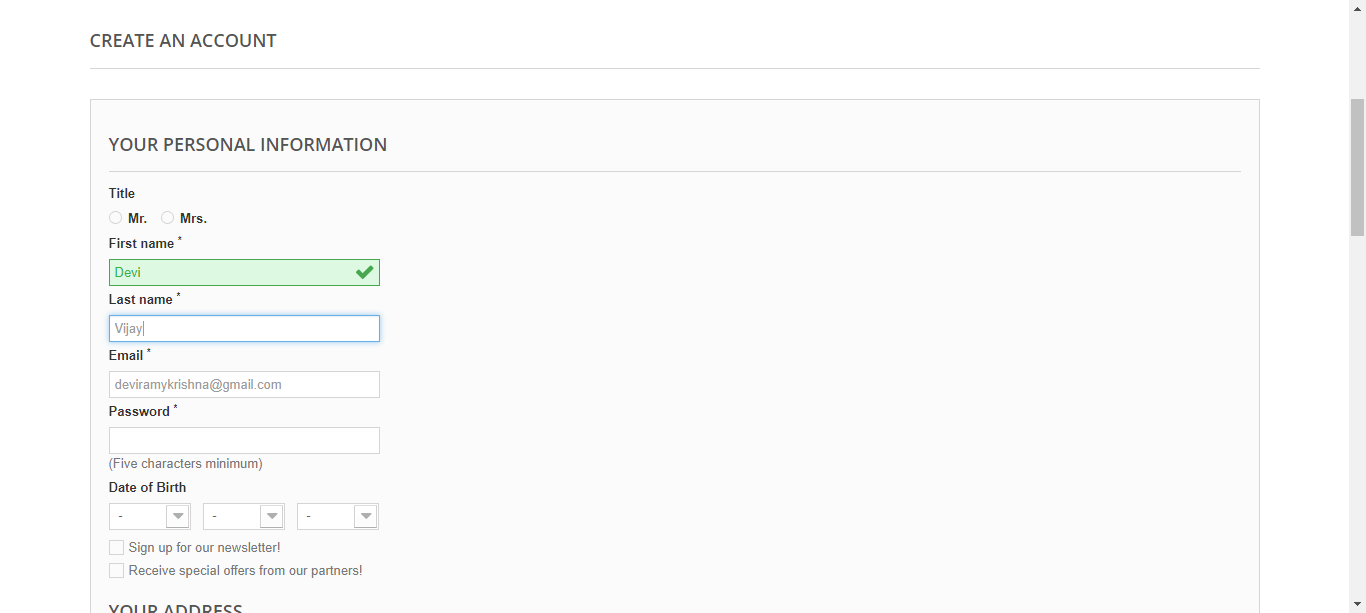 CREATE AN ACCOUNT
YOUR PERSONAL INFORMATION
Title
Mr. Mrs.
First name *
Devi
Last name *
Vijay
Email *
deviramykrishna@gmail.com
Password *
(Five characters minimum)
Date of Birth
- - -
Sign up for our newsletter!
Receive special offers from our partners!
YOUR ADDRESS